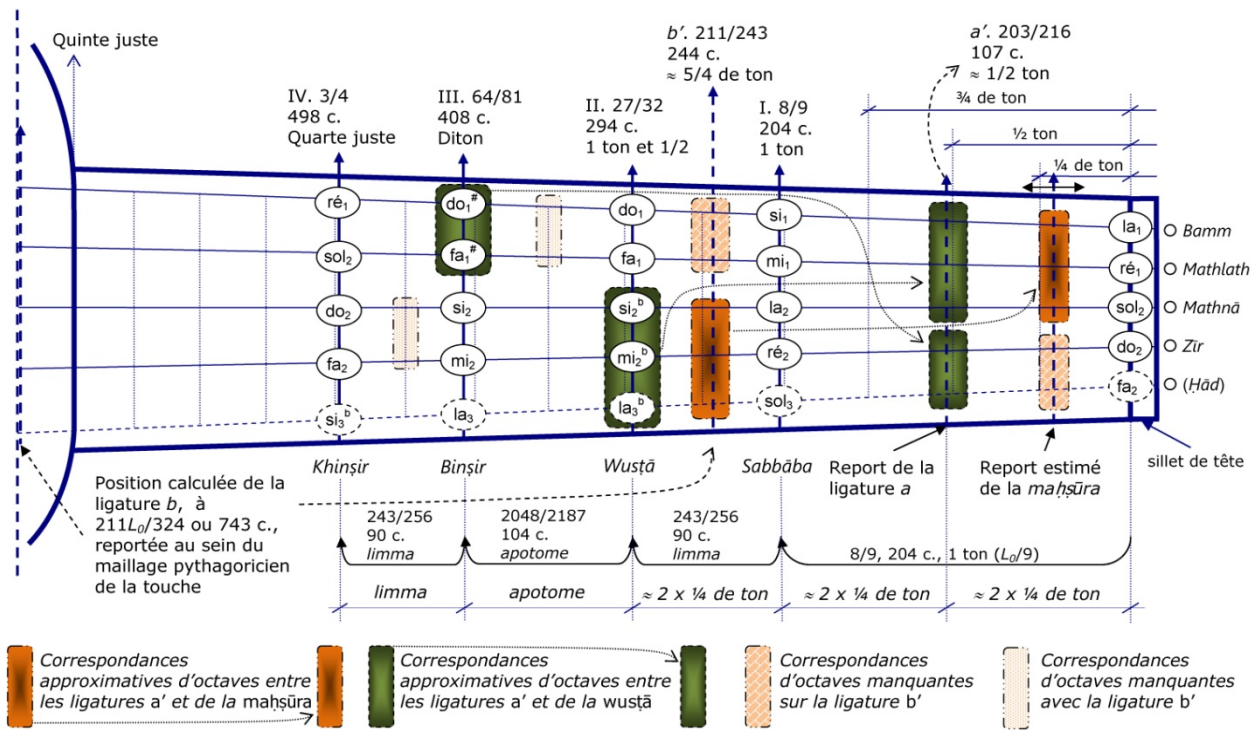 Quinte juste
b’. 211/243
244 c.
≈ 5/4 de ton
a’. 203/216
107 c.
≈ 1/2 ton
IV. 3/4
498 c.
Quarte juste
III. 64/81
408 c.
Diton
II. 27/32
294 c.
1 ton et 1/2
I. 8/9
204 c.
1 ton
¾ de ton
½ ton
¼ de ton
ré₁ do₁# do₁ si₁ la₁ Bamm
sol₂ fa₁# fa₁ mi₁ ré₁ Mathlath
do₂ si₂ si₂ᵇ la₂ sol₂ Mathnā
fa₂ mi₂ mi₂ᵇ ré₂ do₂ Zīr
si₃ᵇ la₃ la₃ᵇ sol₃ fa₂ (Ḥād)
Khinṣir Binṣir Wusṭā Sabbāba
Report de la
ligature a
Report estimé
de la maḥṣūra
sillet de tête
Position calculée de la
ligature b, à
211L₀/324 ou 743 c.,
reportée au sein du
maillage pythagoricien
de la touche
243/256
90 c.
limma
2048/2187
104 c.
apotome
243/256
90 c.
limma
8/9, 204 c., 1 ton (L₀/9)
limma apotome ≈ 2 x ¼ de ton ≈ 2 x ¼ de ton ≈ 2 x ¼ de ton
Correspondances
approximatives d’octaves entre
les ligatures a’ et de la maḥṣūra
Correspondances
approximatives d’octaves entre
les ligatures a’ et de la wusṭā
Correspondances
d’octaves manquantes
sur la ligature b’
Correspondances
d’octaves manquantes
avec la ligature b’